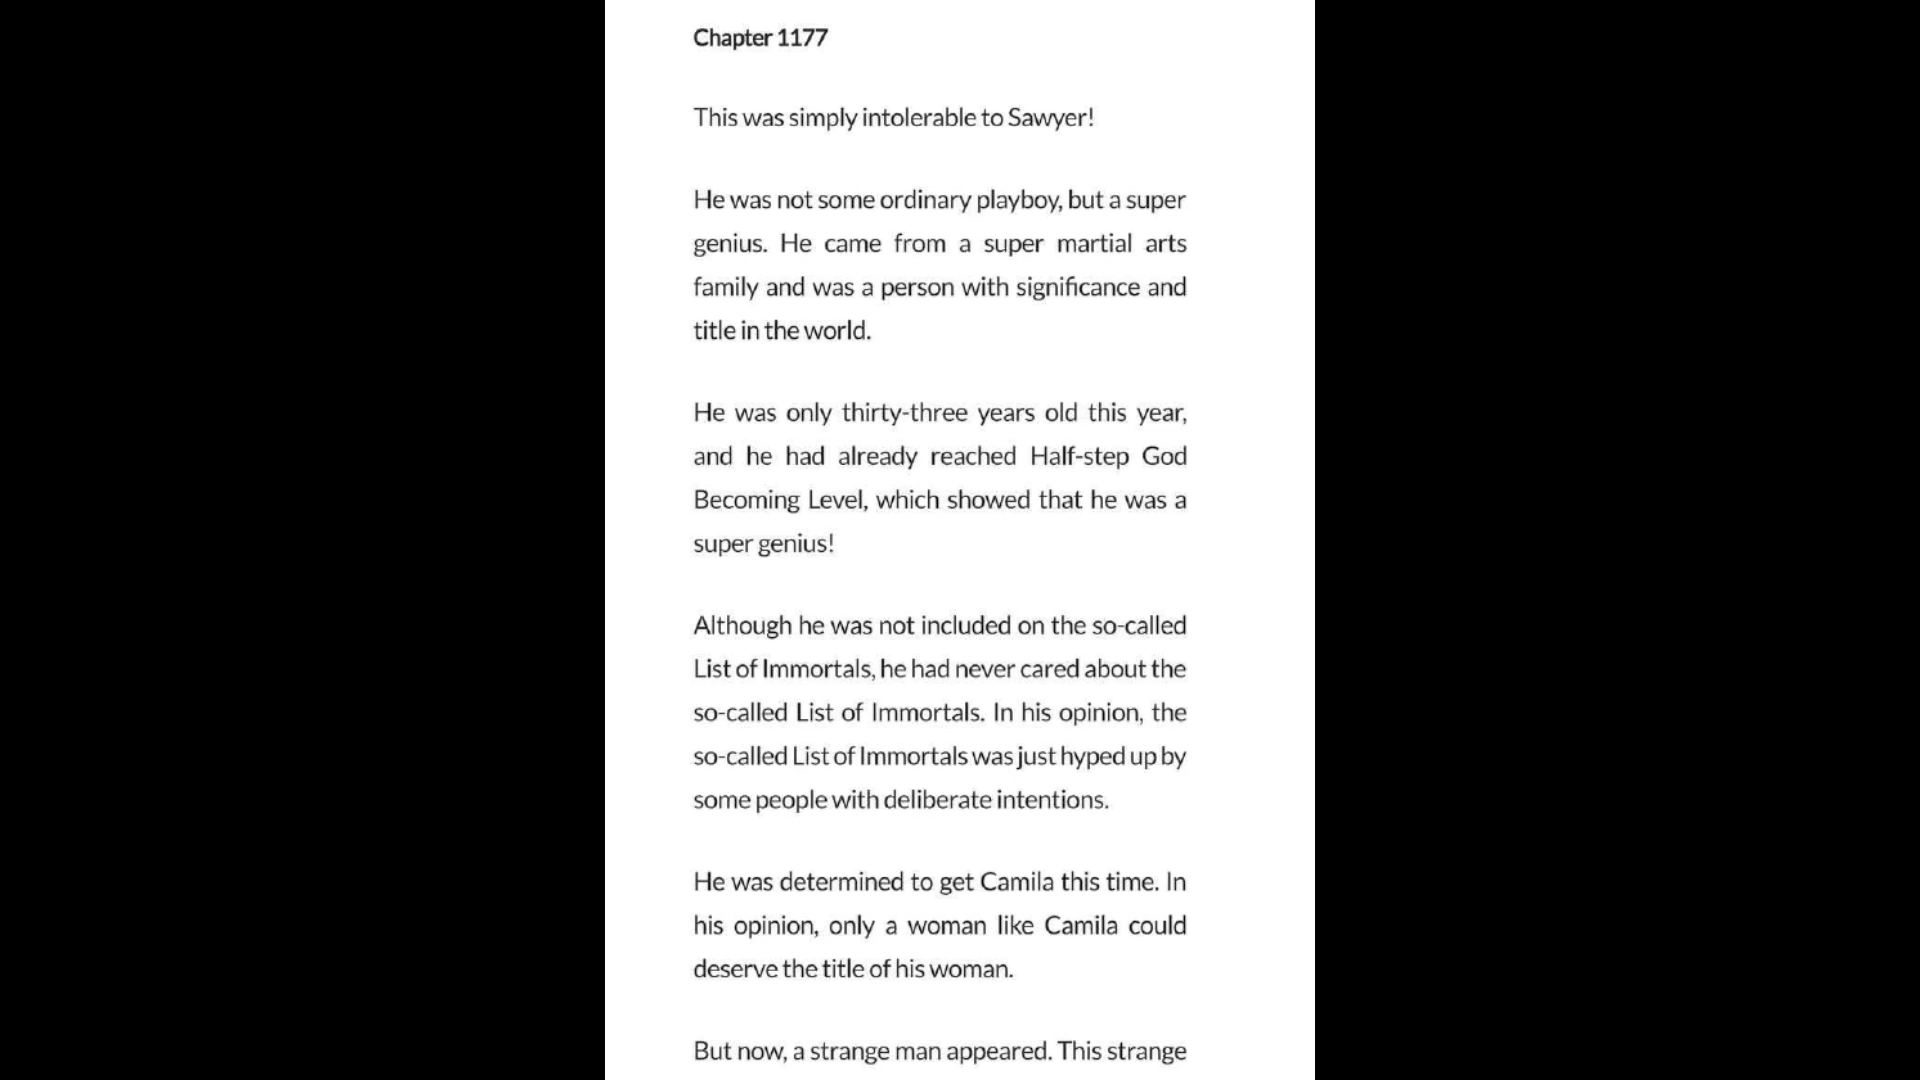 Chapter 1177
This was simply intolerable to Sawyer!
He was not some ordinary playboy, but a super
genius. He came from a super martial arts
family and was a person with significance and
title in the world.
He was only thirty-three years old this year,
and he had already reached Half-step God
Becoming Level, which showed that he was a
super genius!
Although he was not included on the so-called
List of Immortals, he had never cared about the
so-called List of Immortals. In his opinion, the
so-called List of Immortals was just hyped up by
some people with deliberate intentions.
He was determined to get Camila this time. In
his opinion, only a woman like Camila could
deserve the title of his woman.
But now, a strange man appeared. This strange